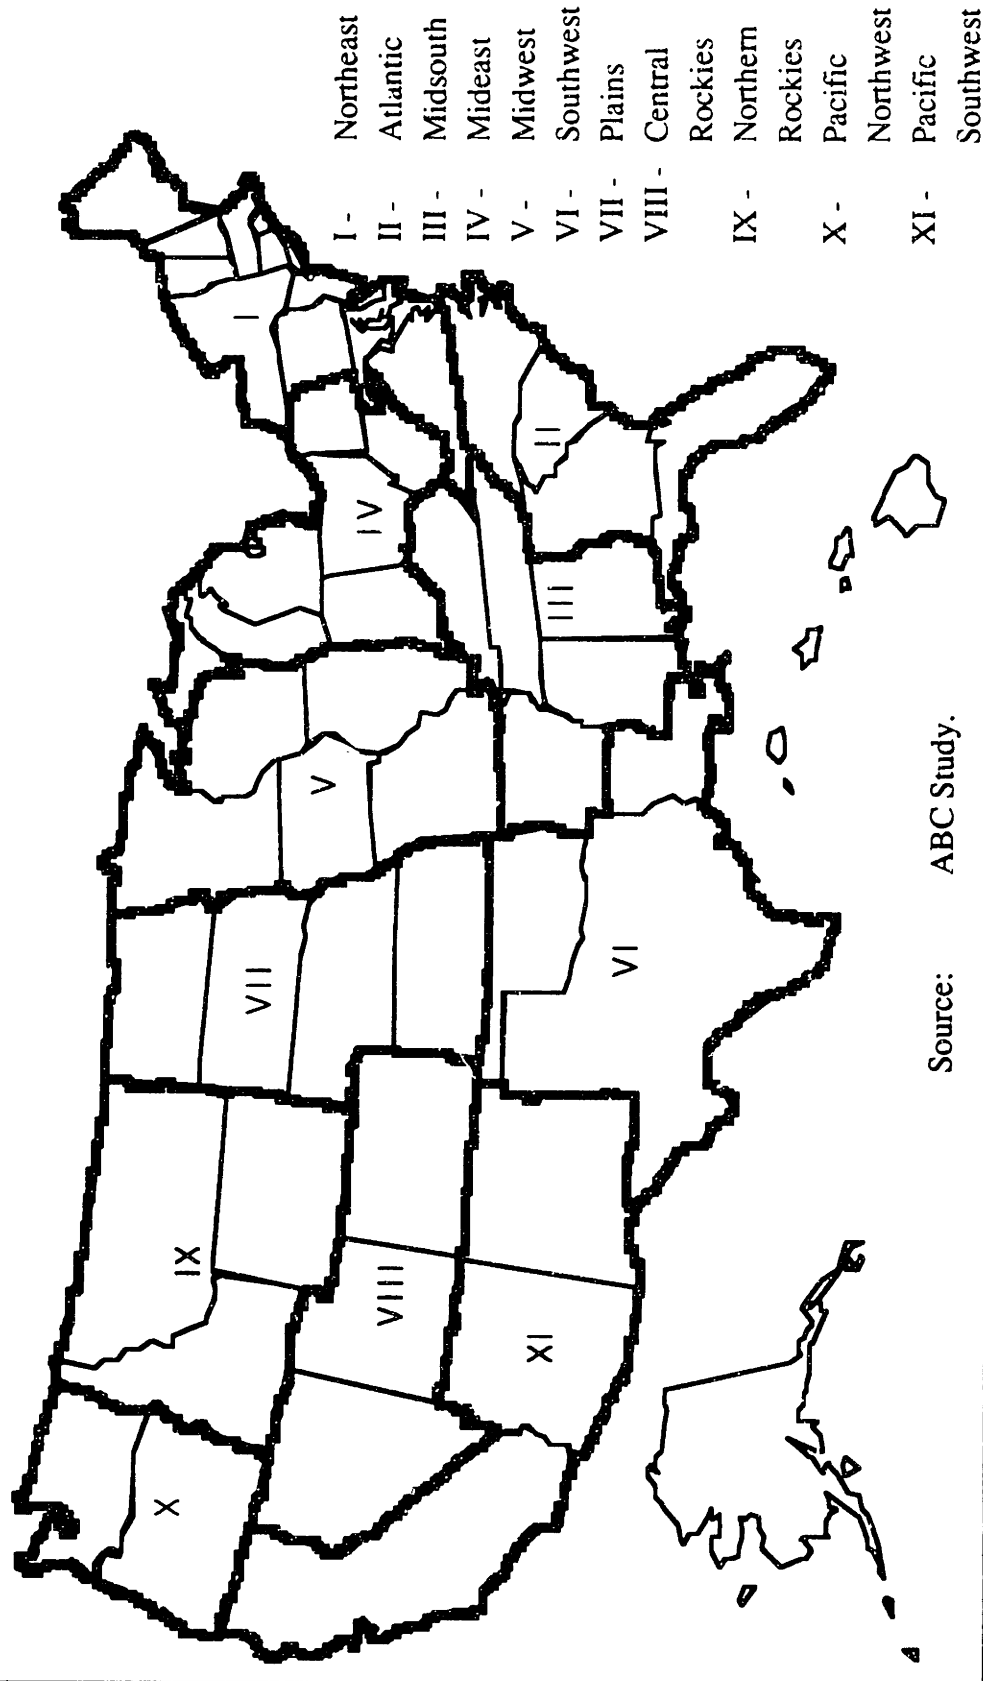 I
II
III
IV
V
VI
VII
VIII
IX
X
XI
I - Northeast
II - Atlantic
III - Midsouth
IV - Mideast
V - Midwest
VI - Southwest
VII - Plains
VIII - Central
Rockies
IX - Northern
Rockies
X - Pacific
Northwest
XI - Pacific
Southwest
Source: ABC Study.